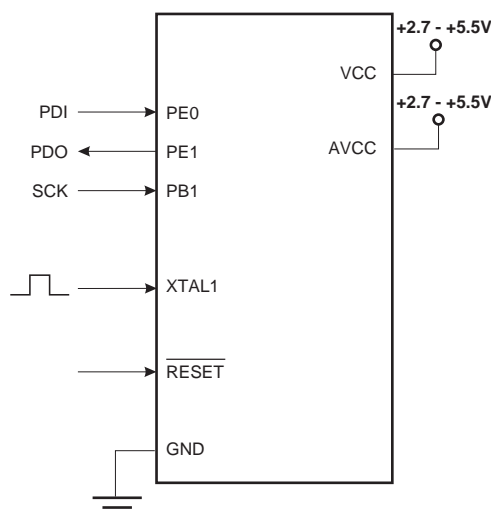 +2.7 - +5.5V
VCC
+2.7 - +5.5V
PDI PE0
PDO PE1 AVCC
SCK PB1
XTAL1
RESET
GND